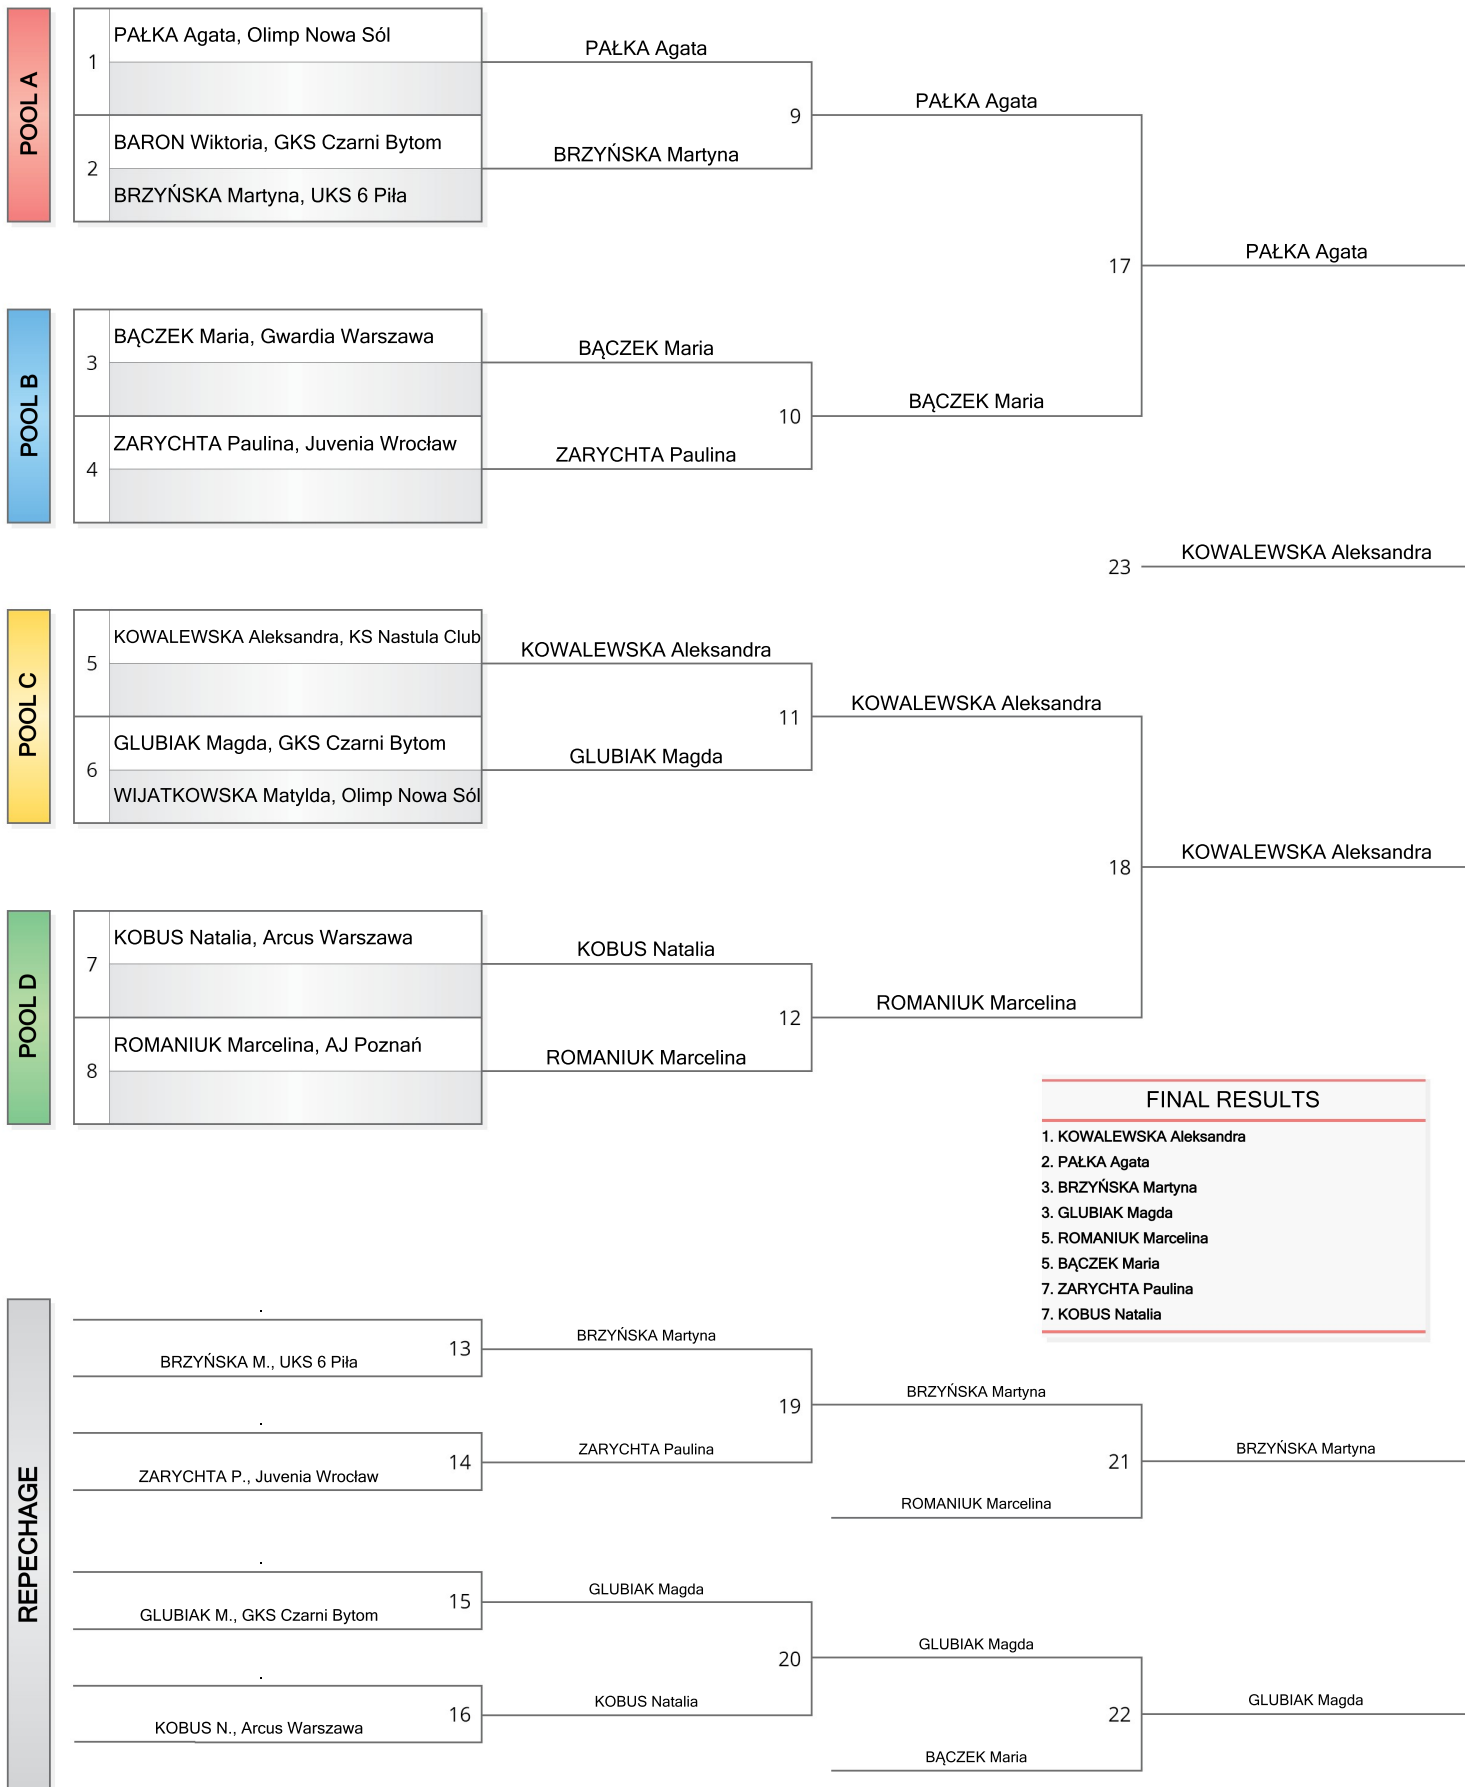 POOL A
1
PAŁKA Agata, Olimp Nowa Sól
2
BARON Wiktoria, GKS Czarni Bytom
BRZYŃSKA Martyna, UKS 6 Piła
PAŁKA Agata
BRZYŃSKA Martyna
9
PAŁKA Agata
17
PAŁKA Agata
POOL B
3
BĄCZEK Maria, Gwardia Warszawa
4
ZARYCHTA Paulina, Juvenia Wrocław
BĄCZEK Maria
ZARYCHTA Paulina
10
BĄCZEK Maria
23
KOWALEWSKA Aleksandra
POOL C
5
KOWALEWSKA Aleksandra, KS Nastula Club
6
GLUBIAK Magda, GKS Czarni Bytom
WIJATKOWSKA Matylda, Olimp Nowa Sól
KOWALEWSKA Aleksandra
GLUBIAK Magda
11
KOWALEWSKA Aleksandra
18
KOWALEWSKA Aleksandra
POOL D
7
KOBUS Natalia, Arcus Warszawa
8
ROMANIUK Marcelina, AJ Poznań
KOBUS Natalia
ROMANIUK Marcelina
12
ROMANIUK Marcelina
FINAL RESULTS
1. KOWALEWSKA Aleksandra
2. PAŁKA Agata
3. BRZYŃSKA Martyna
3. GLUBIAK Magda
5. ROMANIUK Marcelina
5. BĄCZEK Maria
7. ZARYCHTA Paulina
7. KOBUS Natalia
REPECHAGE
.
BRZYŃSKA M., UKS 6 Piła
13
BRZYŃSKA Martyna
.
ZARYCHTA P., Juvenia Wrocław
14
ZARYCHTA Paulina
19
BRZYŃSKA Martyna
ROMANIUK Marcelina
21
BRZYŃSKA Martyna
.
GLUBIAK M., GKS Czarni Bytom
15
GLUBIAK Magda
.
KOBUS N., Arcus Warszawa
16
KOBUS Natalia
20
GLUBIAK Magda
BĄCZEK Maria
22
GLUBIAK Magda